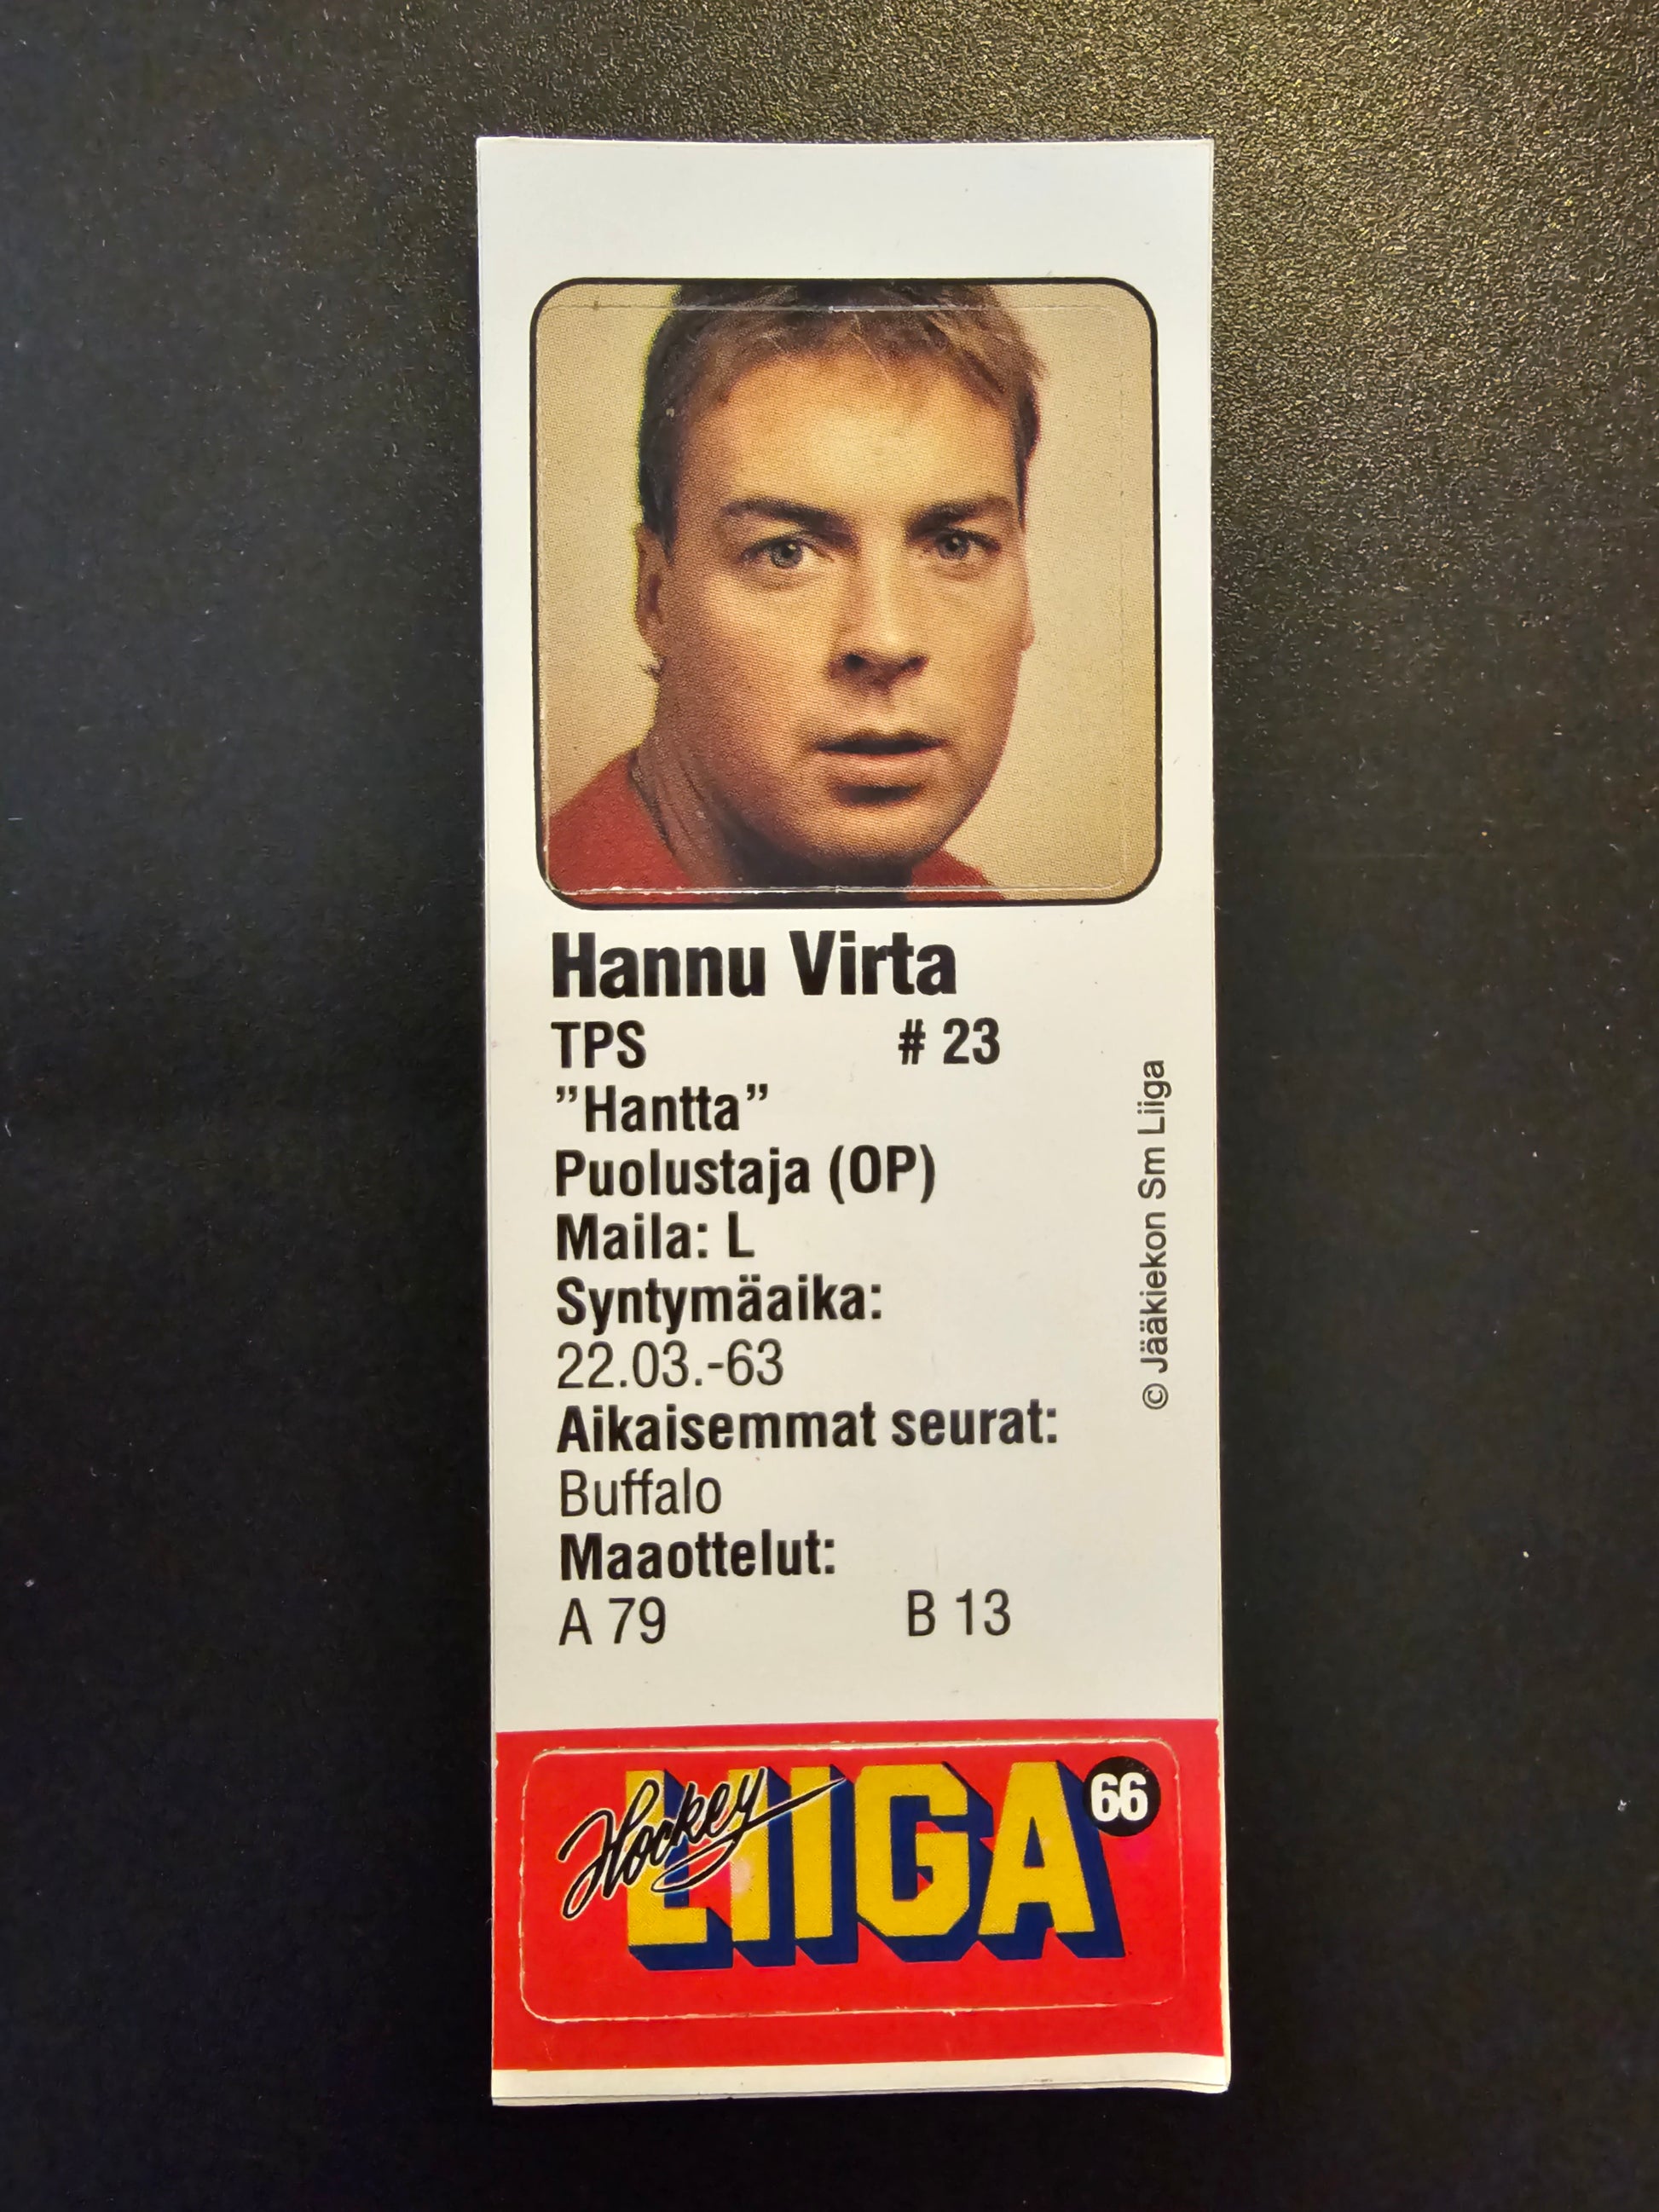 Hannu Virta
TPS # 23
”Hantta”
Puolustaja (OP)
Maila: L
Syntymäaika:
22.03.-63
Aikaisemmat seurat:
Buffalo
Maaottelut:
A 79 B 13
© Jääkiekon Sm Liiga
Hockey LIIGA 66